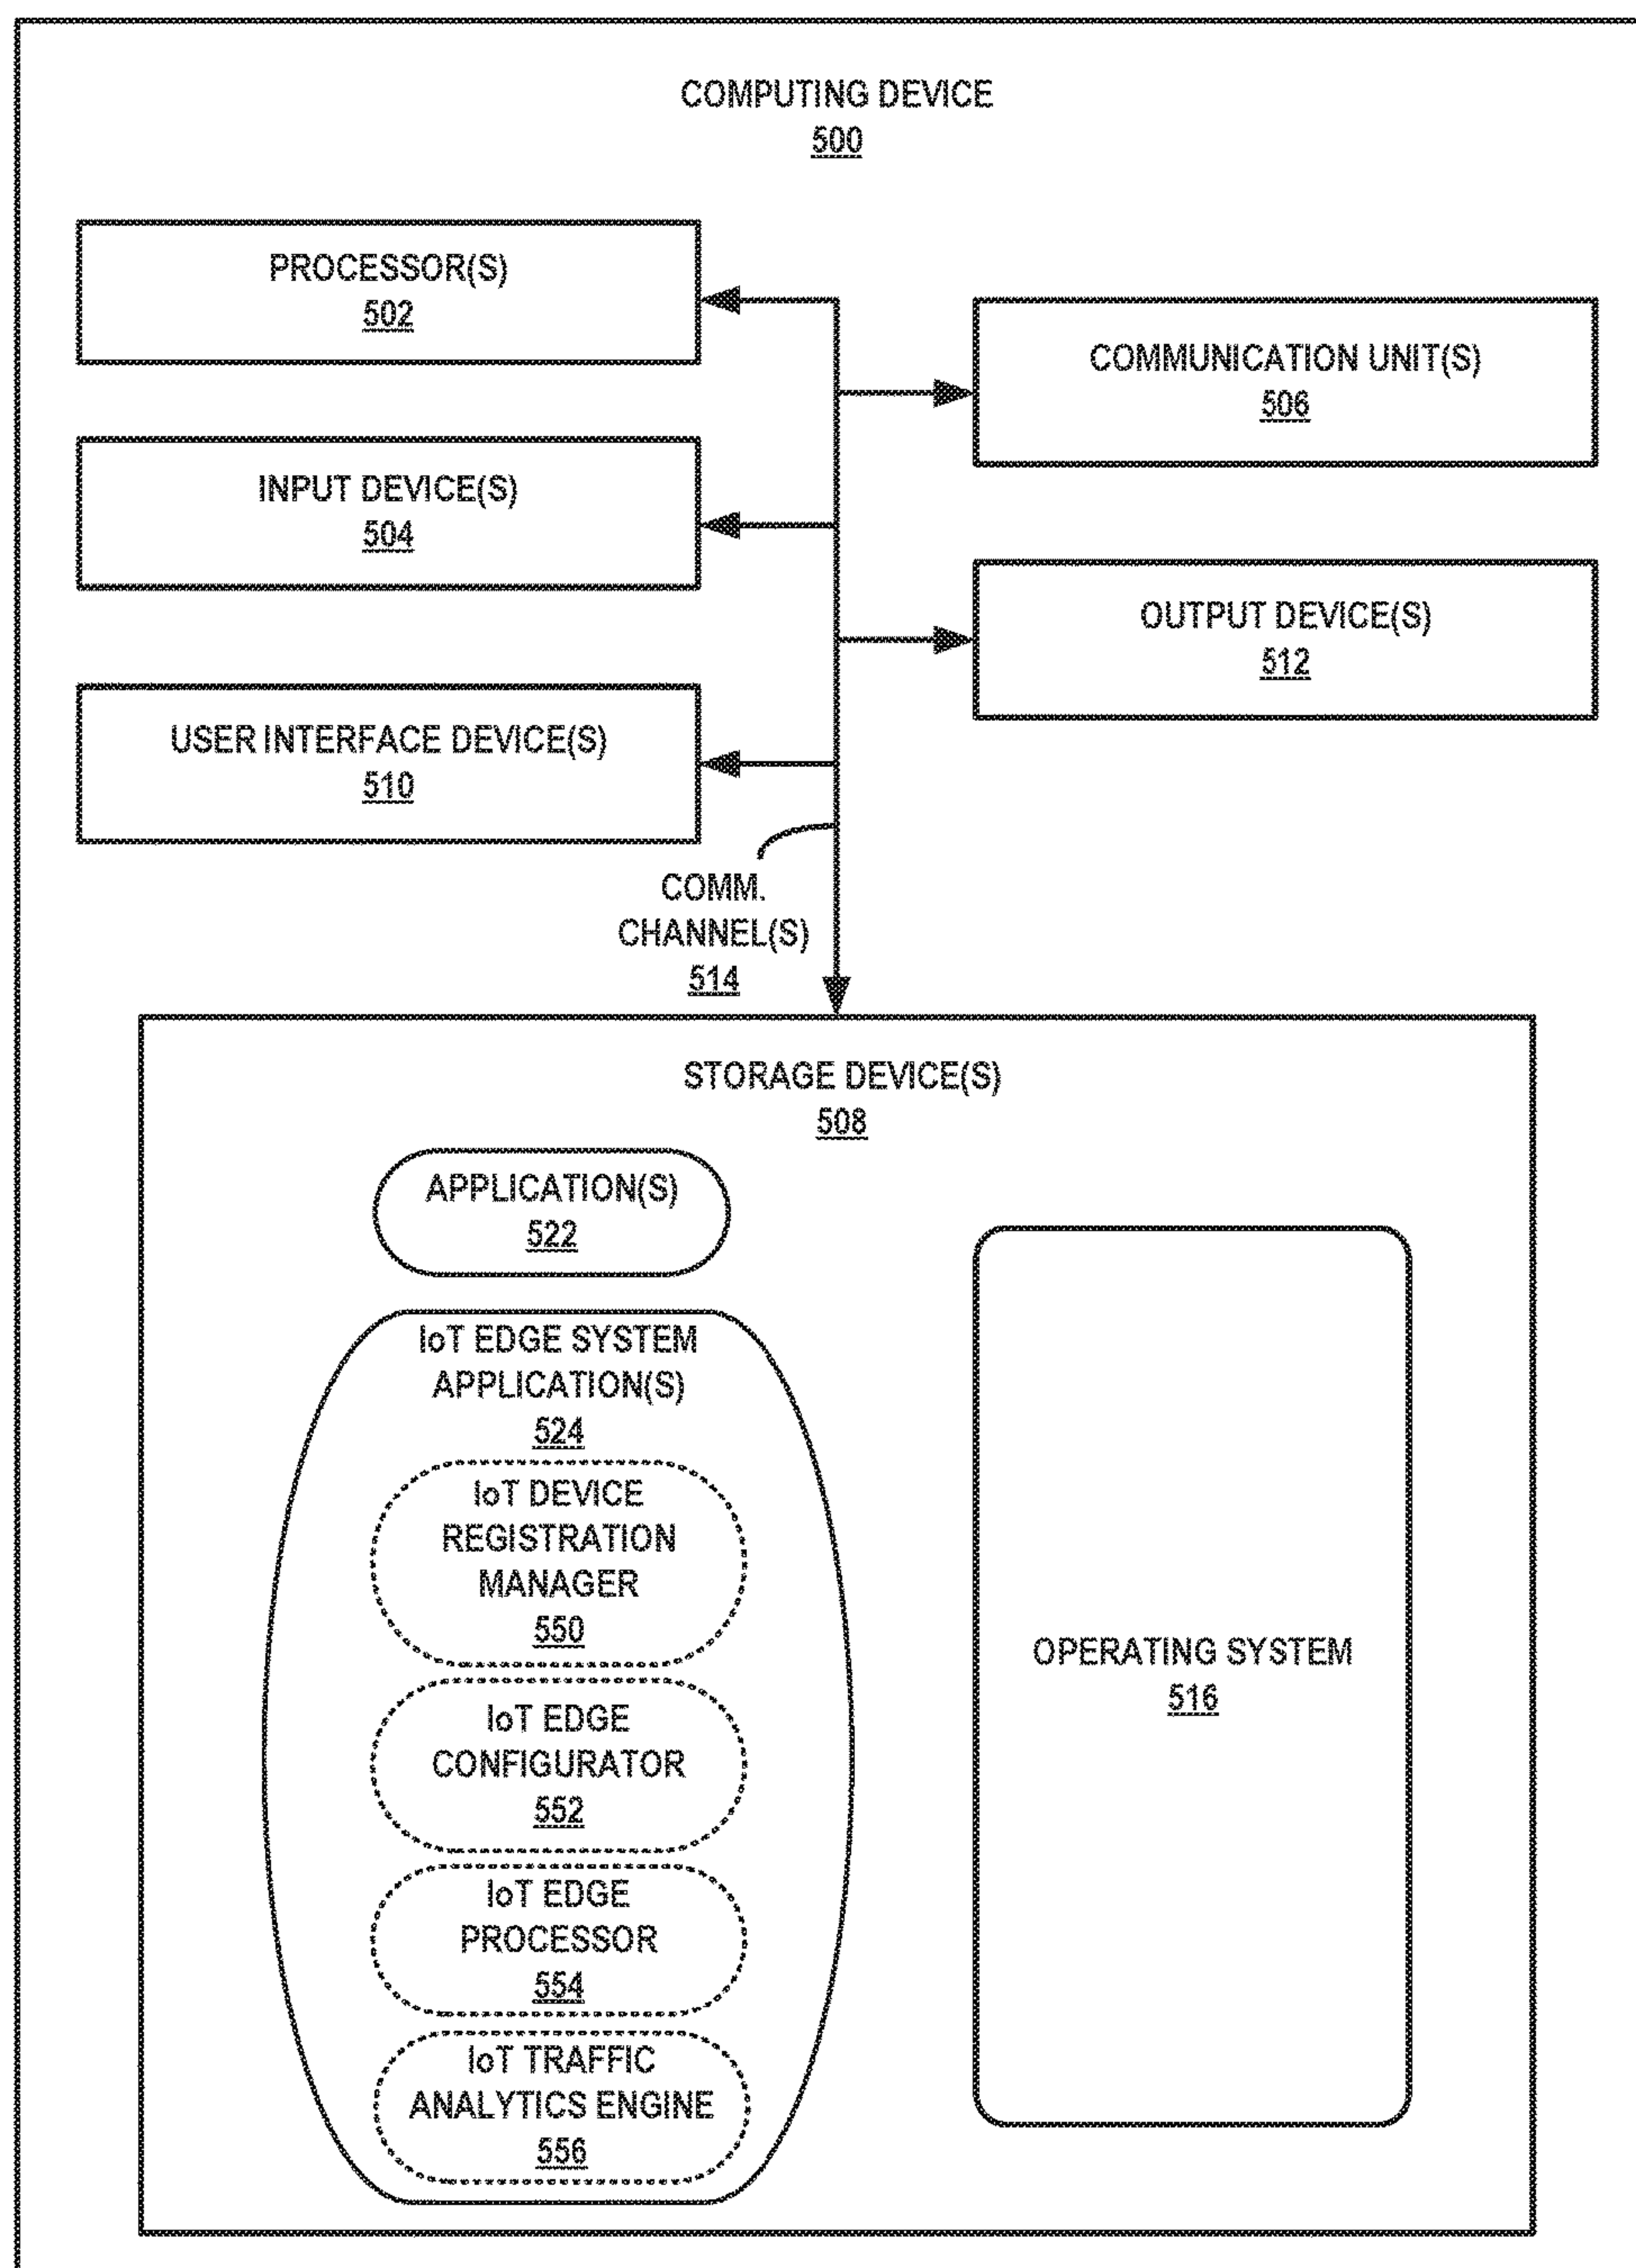 COMPUTING DEVICE
500
PROCESSOR(S)
502
COMMUNICATION UNIT(S)
506
INPUT DEVICE(S)
504
OUTPUT DEVICE(S)
512
USER INTERFACE DEVICE(S)
510
COMM.
CHANNEL(S)
514
STORAGE DEVICE(S)
508
APPLICATION(S)
522
IoT EDGE SYSTEM
APPLICATION(S)
524
IoT DEVICE
REGISTRATION
MANAGER
550
IoT EDGE
CONFIGURATOR
552
IoT EDGE
PROCESSOR
554
IoT TRAFFIC
ANALYTICS ENGINE
556
OPERATING SYSTEM
516